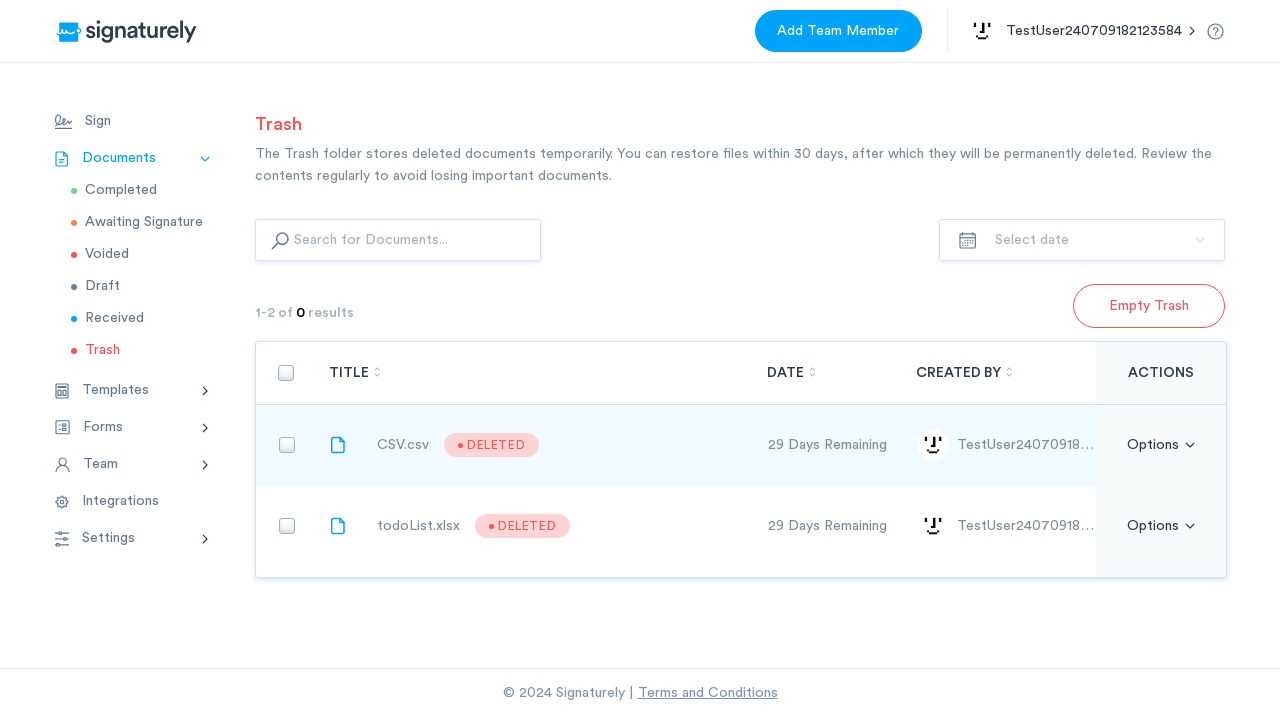 signaturely
Add Team Member
TestUser240709182123584
Sign
Documents
Completed
Awaiting Signature
Voided
Draft
Received
Trash
Templates
Forms
Team
Integrations
Settings
Trash
The Trash folder stores deleted documents temporarily. You can restore files within 30 days, after which they will be permanently deleted. Review the
contents regularly to avoid losing important documents.
Search for Documents...
Select date
1-2 of 0 results
Empty Trash
TITLE DATE CREATED BY ACTIONS
CSV.csv DELETED 29 Days Remaining TestUser24070918... Options
todoList.xlsx DELETED 29 Days Remaining TestUser24070918... Options
© 2024 Signaturely | Terms and Conditions